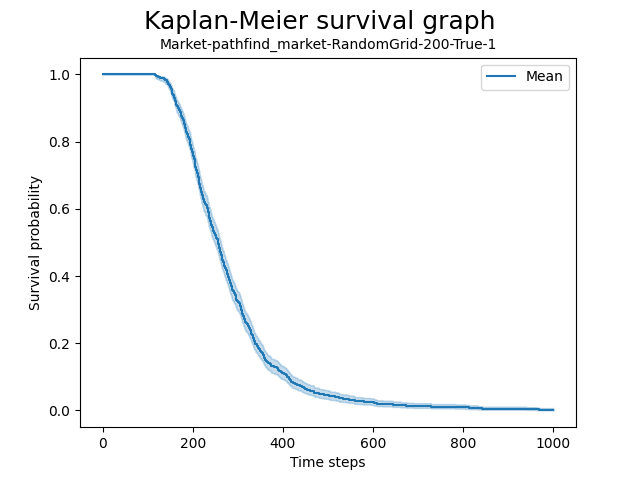 Kaplan-Meier survival graph
Market-pathfind_market-RandomGrid-200-True-1
Mean
1.0
0.8
0.6
0.4
0.2
0.0
Survival probability
0 200 400 600 800 1000
Time steps